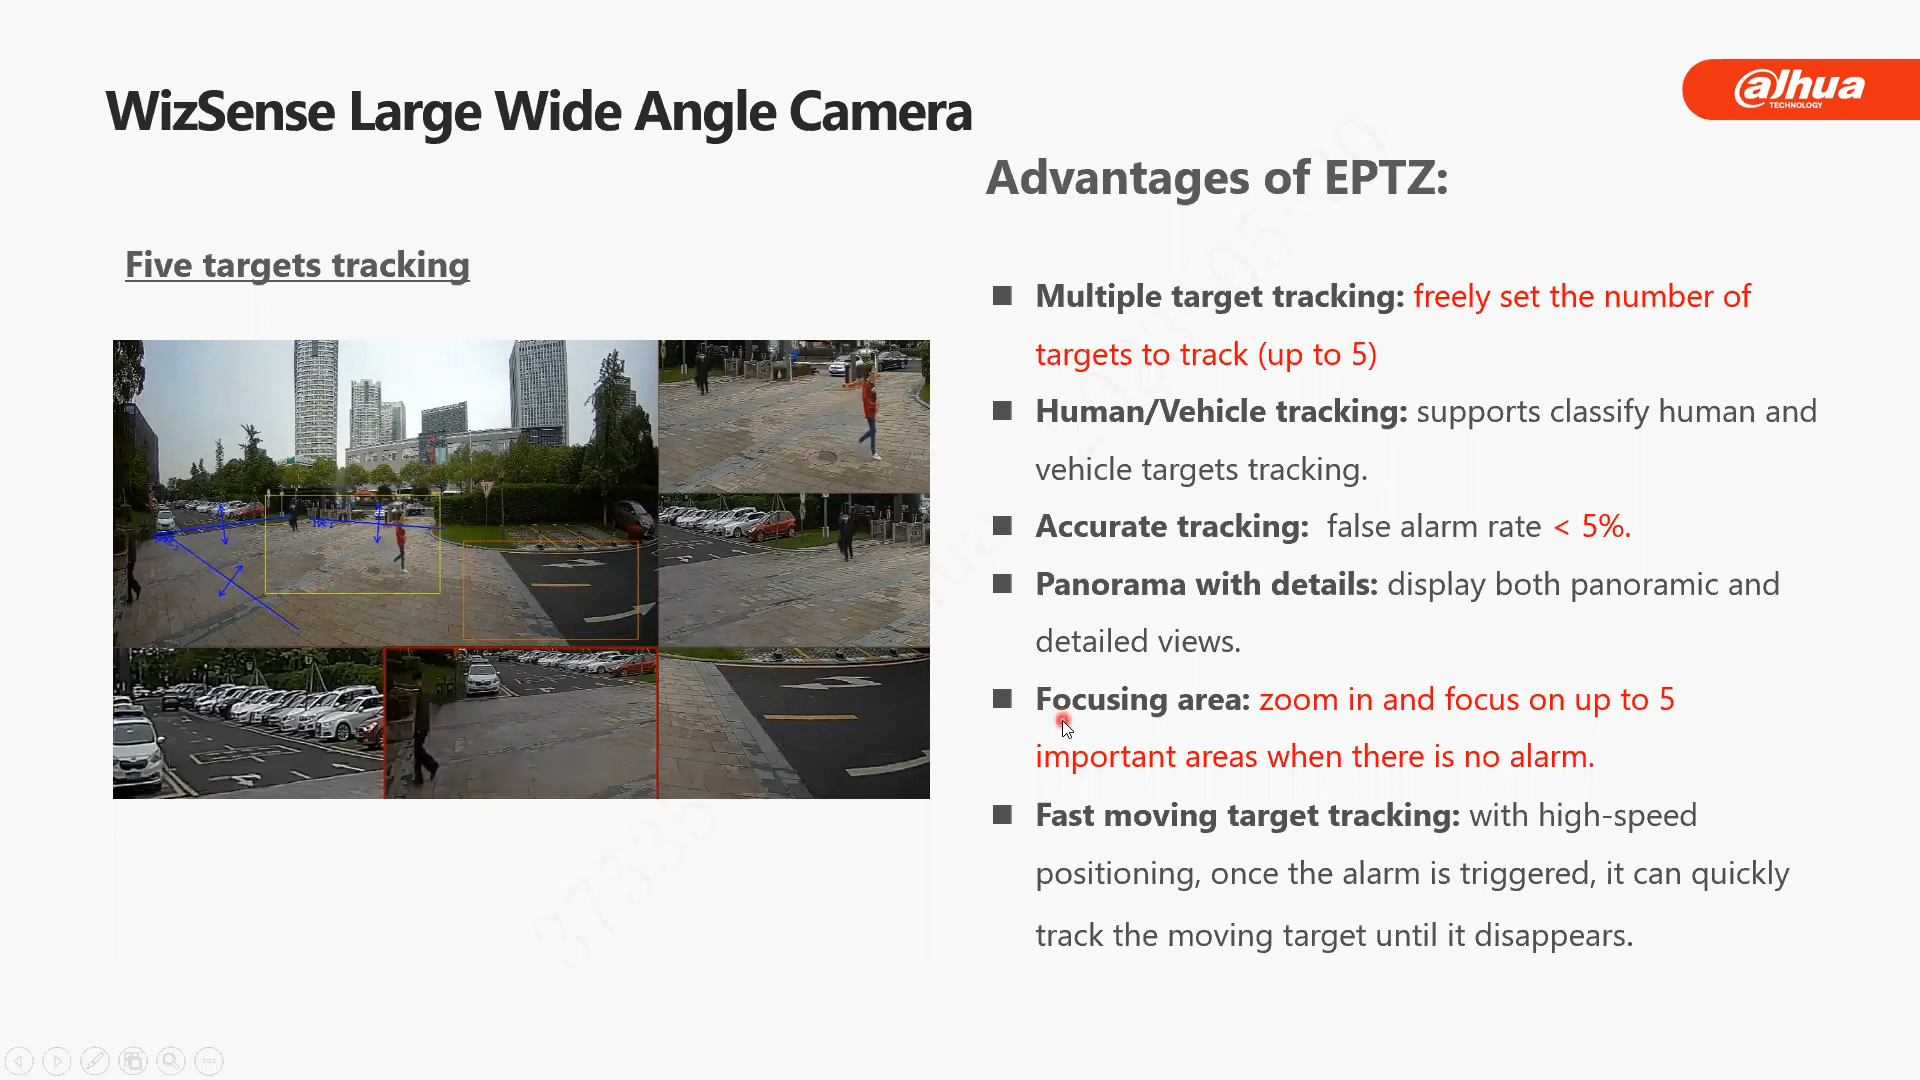 WizSense Large Wide Angle Camera
alhua
TECHNOLOGY
Advantages of EPTZ:
Five targets tracking
■ Multiple target tracking: freely set the number of
targets to track (up to 5)
■ Human/Vehicle tracking: supports classify human and
vehicle targets tracking.
■ Accurate tracking: false alarm rate < 5%.
■ Panorama with details: display both panoramic and
detailed views.
■ Focusing area: zoom in and focus on up to 5
important areas when there is no alarm.
■ Fast moving target tracking: with high-speed
positioning, once the alarm is triggered, it can quickly
track the moving target until it disappears.